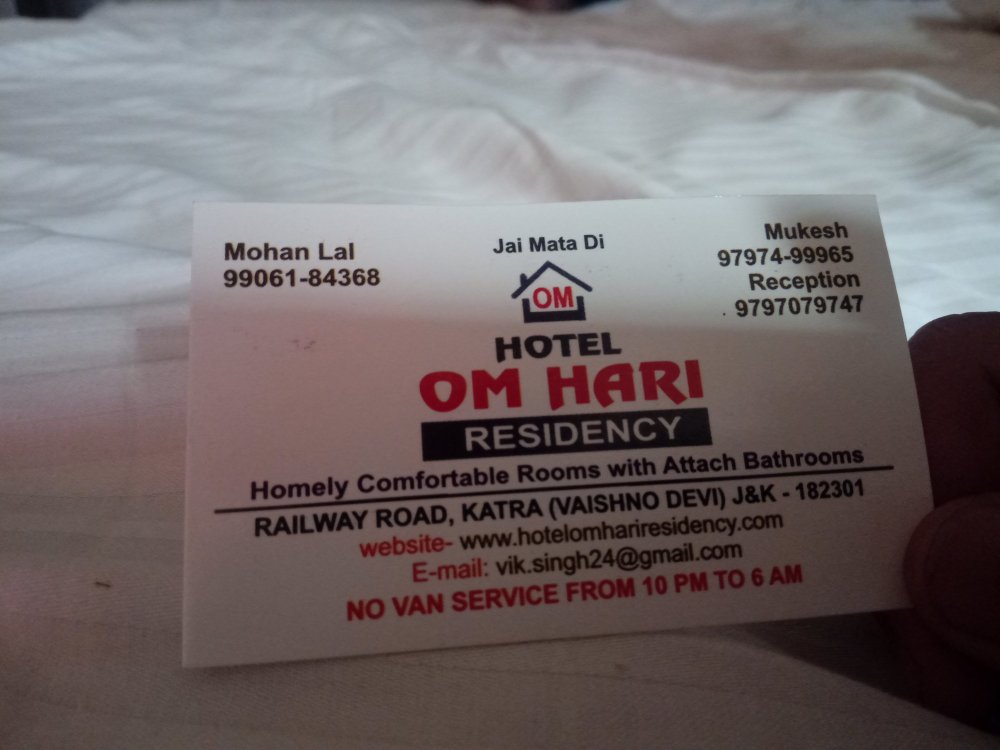 Mohan Lal
99061-84368
Jai Mata Di
Mukesh
97974-99965
Reception
9797079747
OM
HOTEL
OM HARI
RESIDENCY
Homely Comfortable Rooms with Attach Bathrooms
RAILWAY ROAD, KATRA (VAISHNO DEVI) J&K - 182301
website- www.hotelomhariresidency.com
E-mail: vik.singh24@gmail.com
NO VAN SERVICE FROM 10 PM TO 6 AM